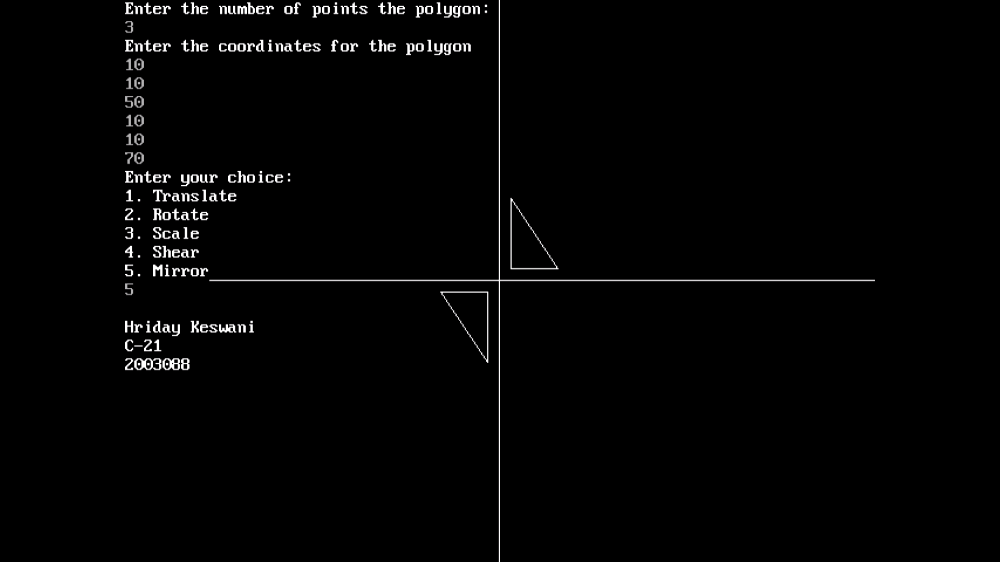 Enter the number of points the polygon:
3
Enter the coordinates for the polygon
10
10
50
10
10
70
Enter your choice:
1. Translate
2. Rotate
3. Scale
4. Shear
5. Mirror
5
Hriday Keswani
C-21
2003088